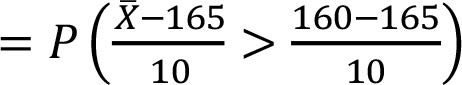 = P ( (X̄−165)/10 > (160−165)/10 )